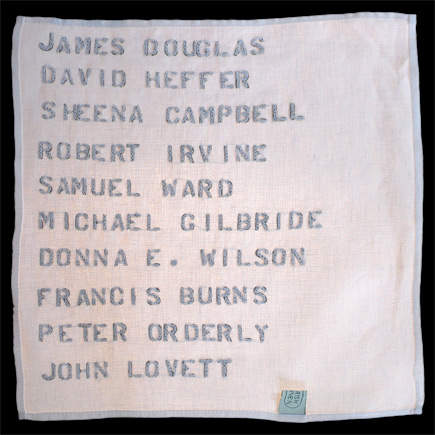 JAMES DOUGLAS
DAVID HEFFER
SHEENA CAMPBELL
ROBERT IRVINE
SAMUEL WARD
MICHAEL GILBRIDE
DONNA E. WILSON
FRANCIS BURNS
PETER ORDERLY
JOHN LOVETT